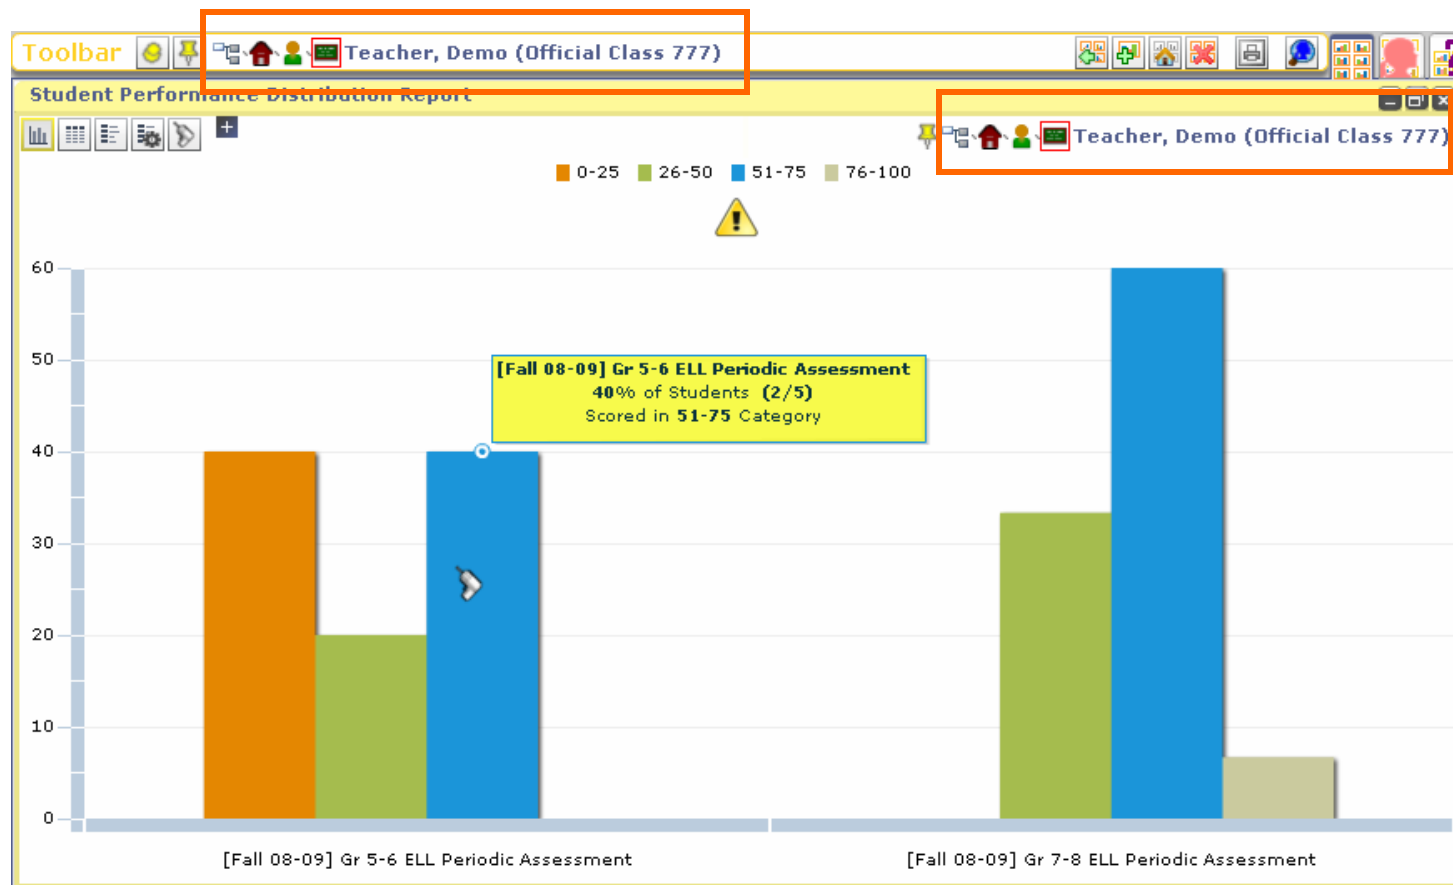 Toolbar
Teacher, Demo (Official Class 777)
Student Performance Distribution Report
Teacher, Demo (Official Class 777)
0-25 26-50 51-75 76-100
60
50
[Fall 08-09] Gr 5-6 ELL Periodic Assessment
40% of Students (2/5)
Scored in 51-75 Category
40
30
20
10
0
[Fall 08-09] Gr 5-6 ELL Periodic Assessment
[Fall 08-09] Gr 7-8 ELL Periodic Assessment